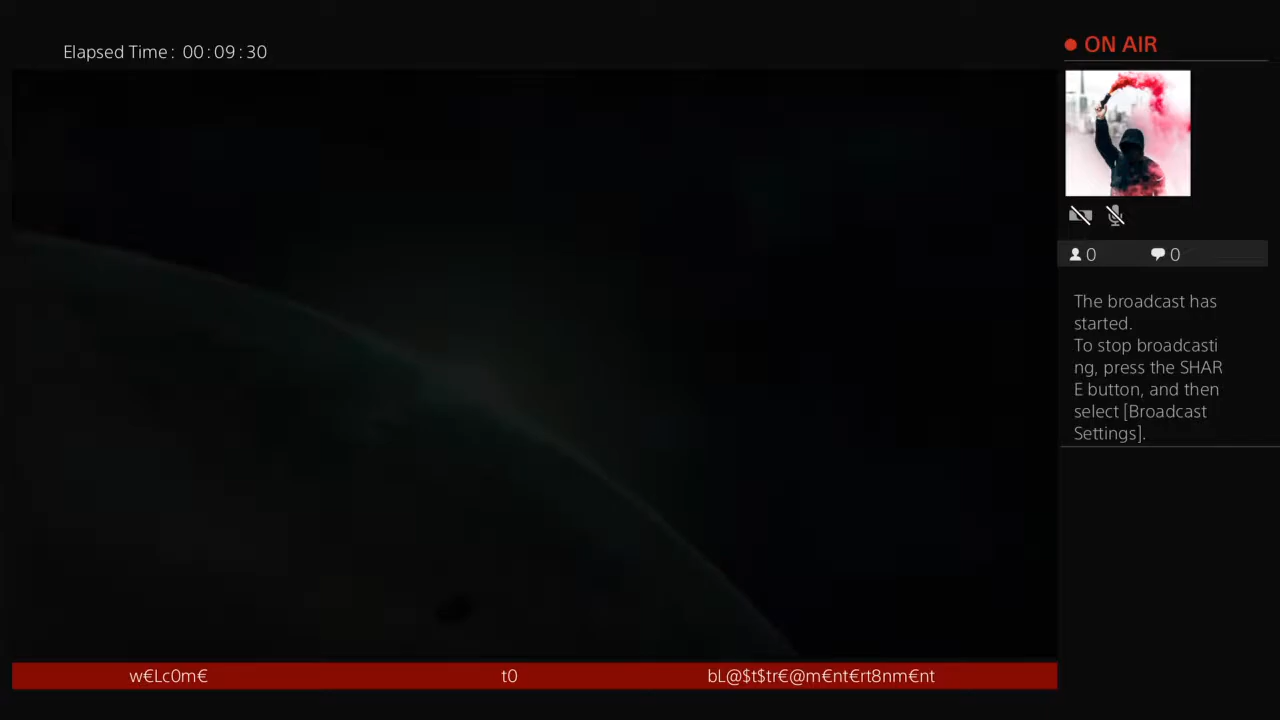 Elapsed Time: 00:09:30
ON AIR
0 0
The broadcast has
started.
To stop broadcasti
ng, press the SHAR
E button, and then
select [Broadcast
Settings].
w€Lc0m€ t0 bL@$t$tr€@m€nt€rt8nm€nt